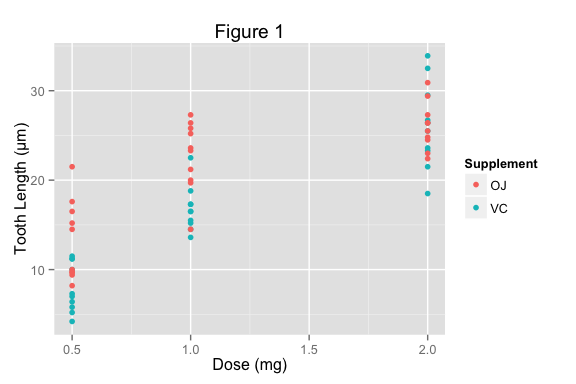 Figure 1
Tooth Length (µm)
30
20
10
0.5 1.0 1.5 2.0
Dose (mg)
Supplement
OJ
VC